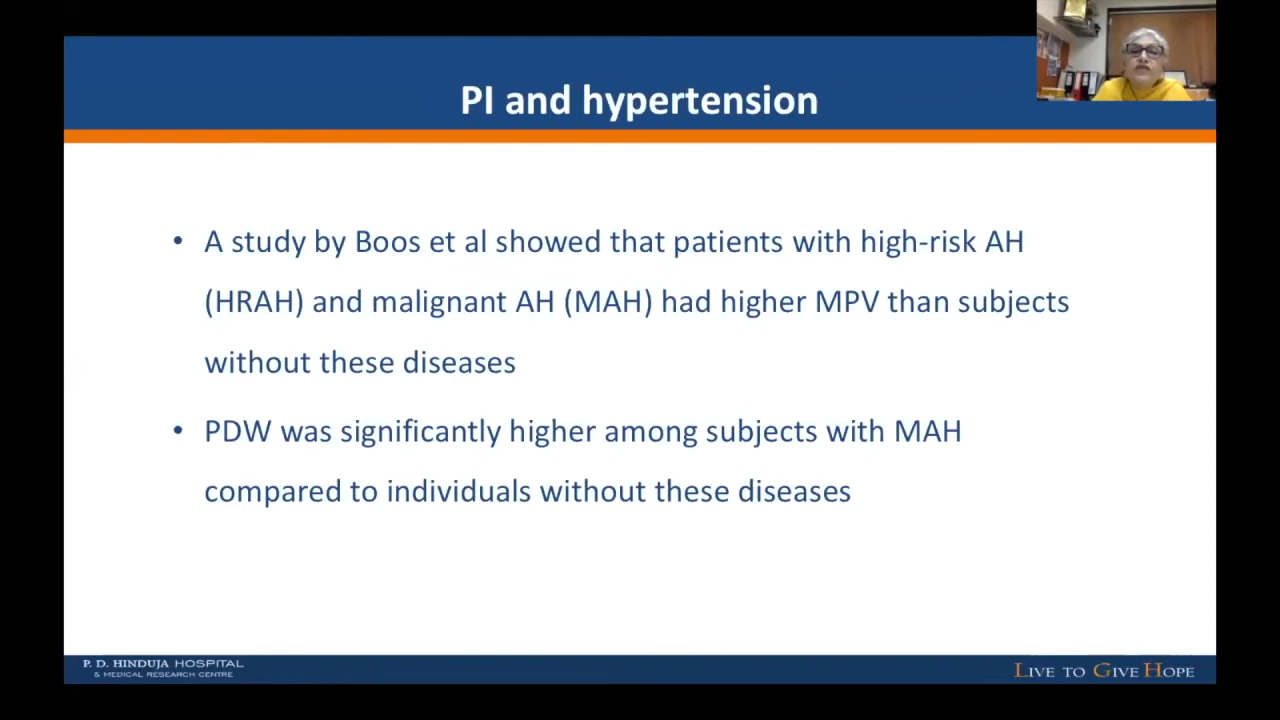 PI and hypertension
• A study by Boos et al showed that patients with high-risk AH
(HRAH) and malignant AH (MAH) had higher MPV than subjects
without these diseases
• PDW was significantly higher among subjects with MAH
compared to individuals without these diseases
P. D. HINDUJA HOSPITAL
& MEDICAL RESEARCH CENTRE
LIVE TO GIVE HOPE